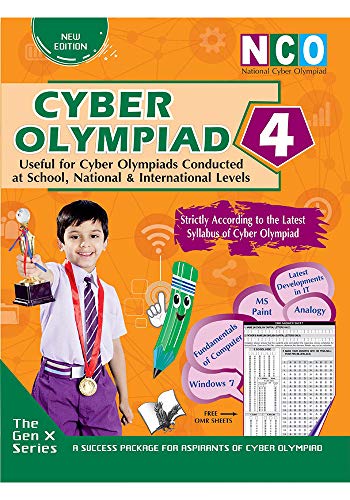 NEW
EDITION
NCO
National Cyber Olympiad
CYBER
OLYMPIAD 4
Useful for Cyber Olympiads Conducted
at School, National & International Levels
Strictly According to the Latest
Syllabus of Cyber Olympiad
Latest
Developments
in IT
MS
Paint
Analogy
Fundamentals
of Computer
Windows 7
FREE
OMR SHEETS
The
Gen X
Series
A SUCCESS PACKAGE FOR ASPIRANTS OF CYBER OLYMPIAD